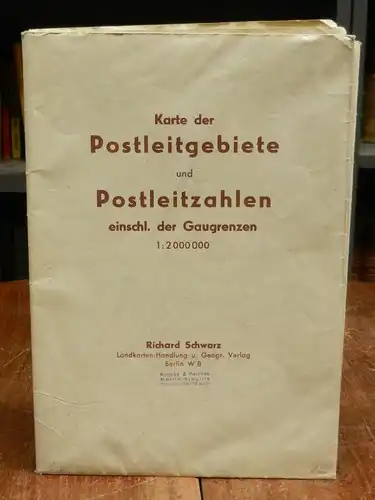 Karte der
Postleitgebiete
und
Postleitzahlen
einschl. der Gaugrenzen
1:2000000
Richard Schwarz
Landkarten-Handlung u. Geogr. Verlag
Berlin W 8